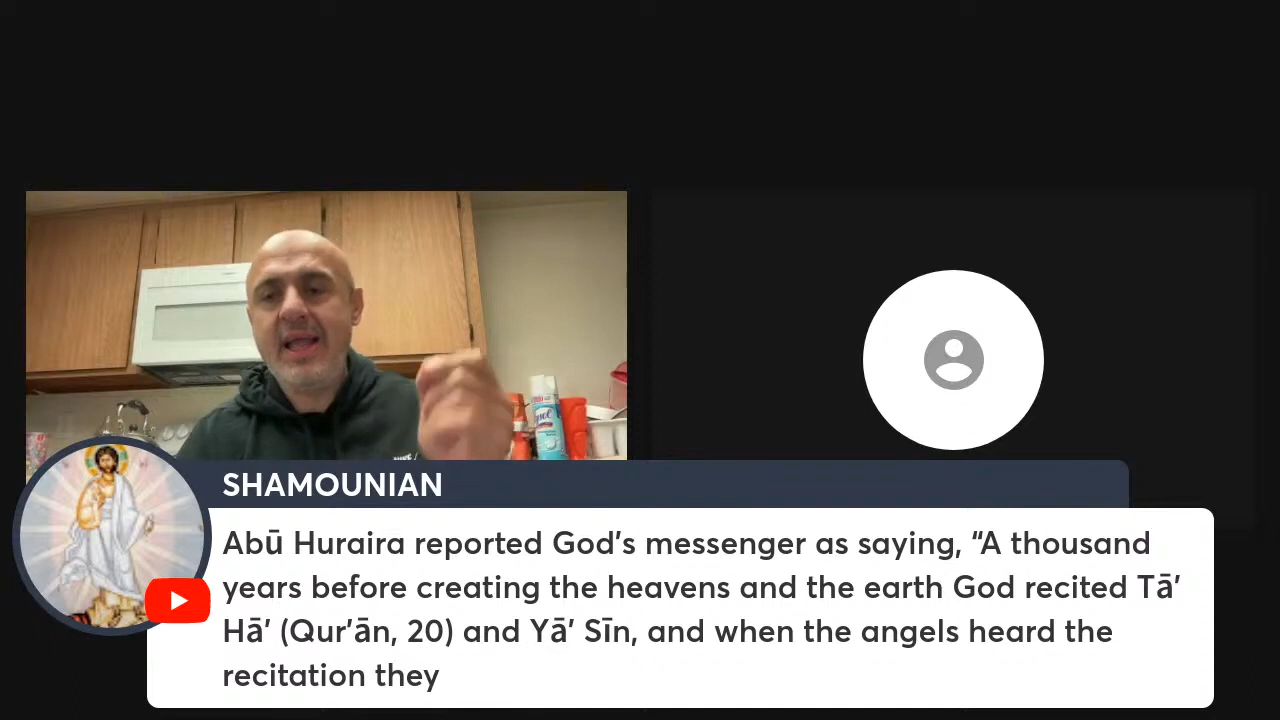 SHAMOUNIAN
Abū Huraira reported God's messenger as saying, "A thousand
years before creating the heavens and the earth God recited Tā'
Hā' (Qur'ān, 20) and Yā' Sīn, and when the angels heard the
recitation they